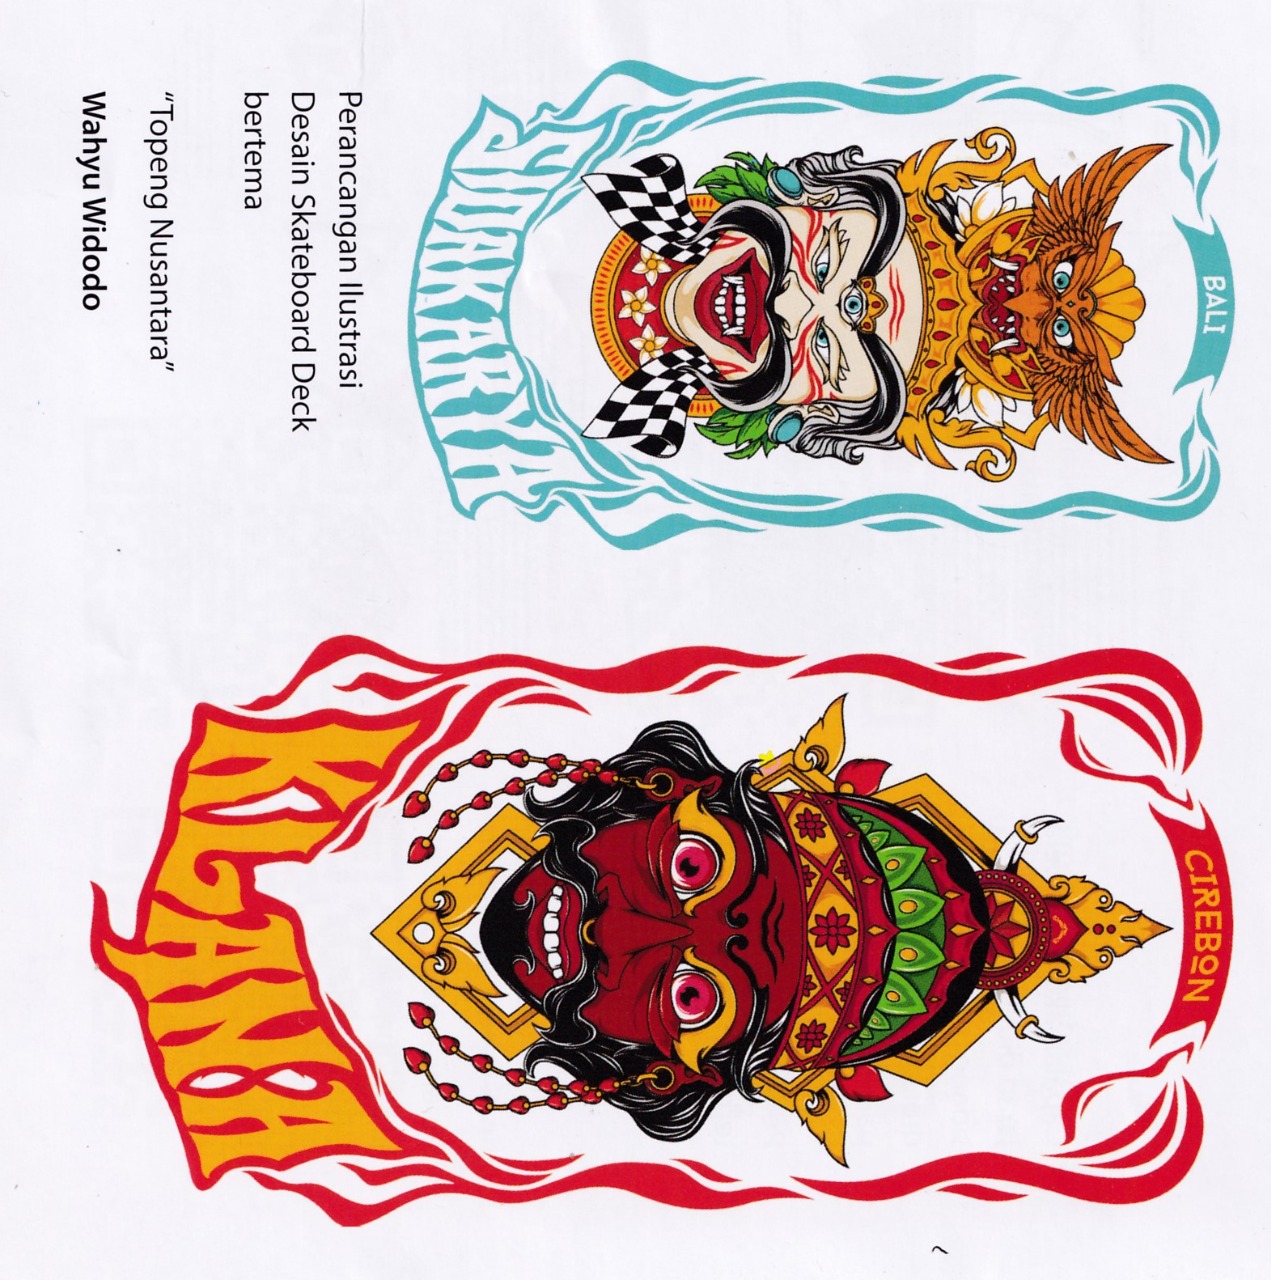 BALI
SIDAKARYA
CIREBON
KLANA
Perancangan Ilustrasi
Desain Skateboard Deck
bertema
“Topeng Nusantara”
Wahyu Widodo